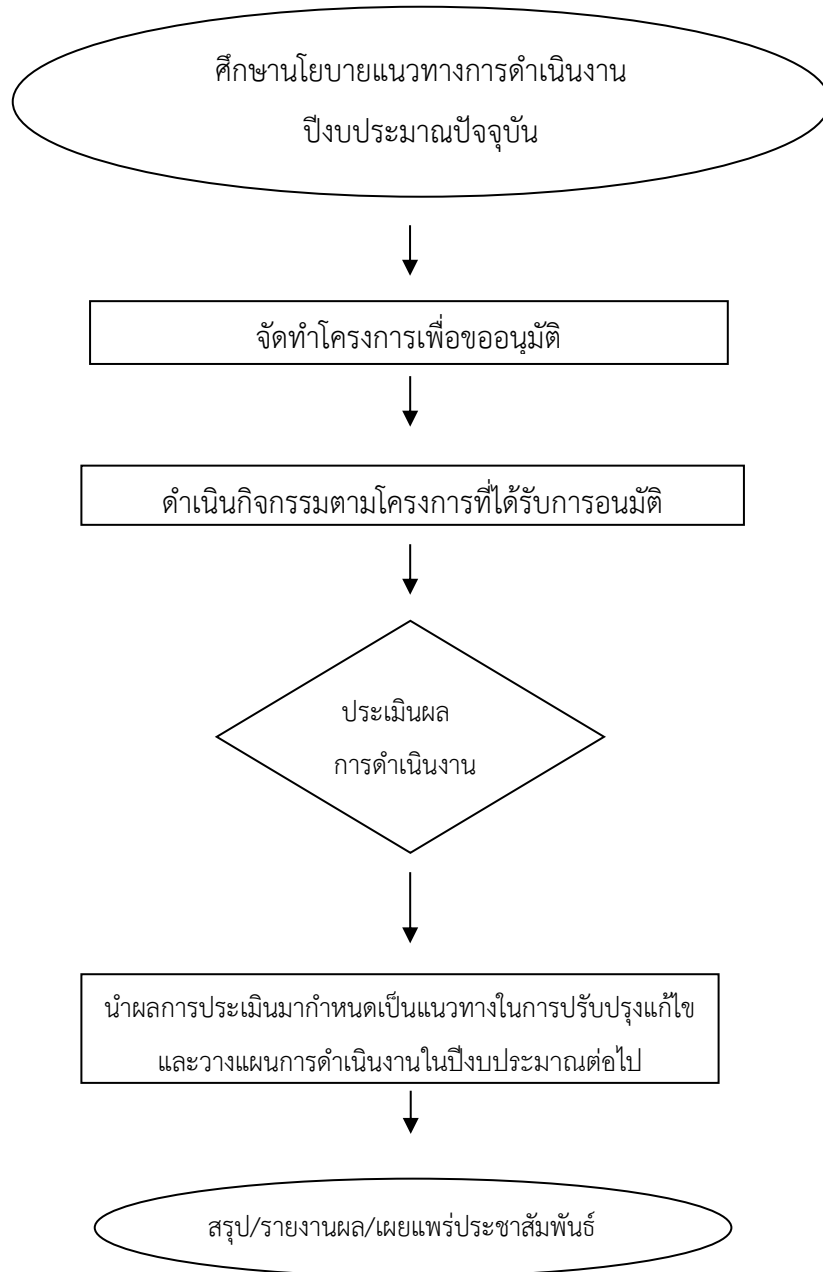 ศึกษานโยบายแนวทางการดำเนินงาน
ปีงบประมาณปัจจุบัน
จัดทำโครงการเพื่อขออนุมัติ
ดำเนินกิจกรรมตามโครงการที่ได้รับการอนมัติ
ประเมินผล
การดำเนินงาน
นำผลการประเมินมากำหนดเป็นแนวทางในการปรับปรุงแก้ไข
และวางแผนการดำเนินงานในปีงบประมาณต่อไป
สรุป/รายงานผล/เผยแพร่ประชาสัมพันธ์